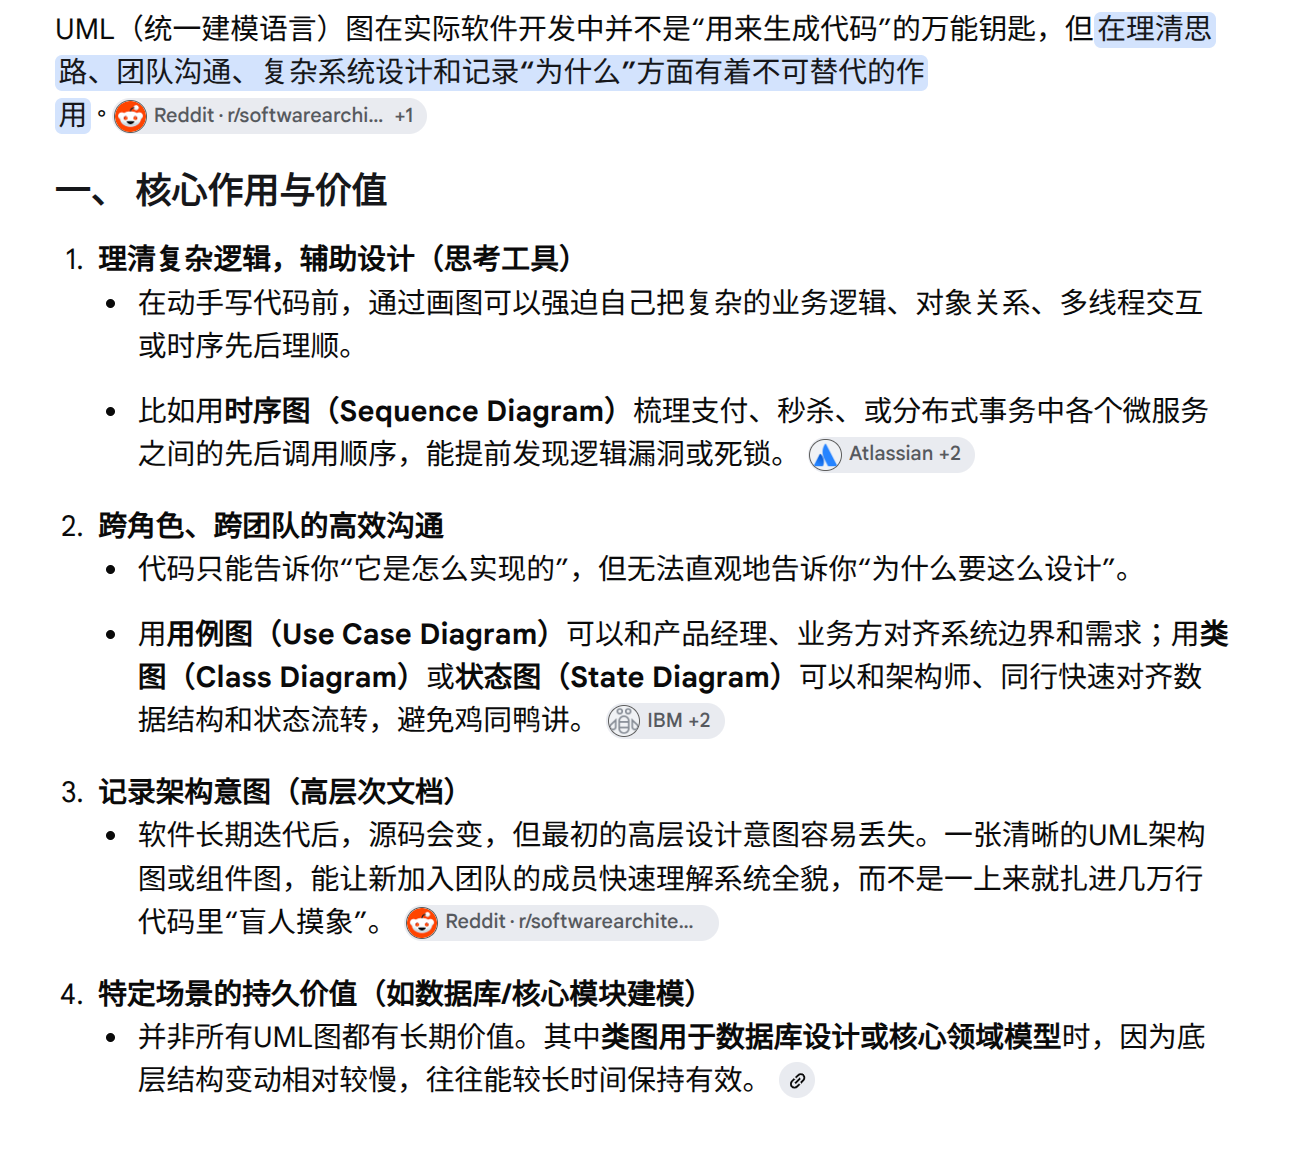 UML（统一建模语言）图在实际软件开发中并不是“用来生成代码”的万能钥匙，但在理清思
路、团队沟通、复杂系统设计和记录“为什么”方面有着不可替代的作
用。 Reddit · r/softwarearchi... +1
一、 核心作用与价值
1. 理清复杂逻辑，辅助设计（思考工具）
• 在动手写代码前，通过画图可以强迫自己把复杂的业务逻辑、对象关系、多线程交互
或时序先后理顺。
• 比如用时序图（Sequence Diagram）梳理支付、秒杀、或分布式事务中各个微服务
之间的先后调用顺序，能提前发现逻辑漏洞或死锁。 Atlassian +2
2. 跨角色、跨团队的高效沟通
• 代码只能告诉你“它是怎么实现的”，但无法直观地告诉你“为什么要这么设计”。
• 用用例图（Use Case Diagram）可以和产品经理、业务方对齐系统边界和需求；用类
图（Class Diagram）或状态图（State Diagram）可以和架构师、同行快速对齐数
据结构和状态流转，避免鸡同鸭讲。 IBM +2
3. 记录架构意图（高层次文档）
• 软件长期迭代后，源码会变，但最初的高层设计意图容易丢失。一张清晰的UML架构
图或组件图，能让新加入团队的成员快速理解系统全貌，而不是一上来就扎进几万行
代码里“盲人摸象”。 Reddit · r/softwarearchite...
4. 特定场景的持久价值（如数据库/核心模块建模）
• 并非所有UML图都有长期价值。其中类图用于数据库设计或核心领域模型时，因为底
层结构变动相对较慢，往往能较长时间保持有效。